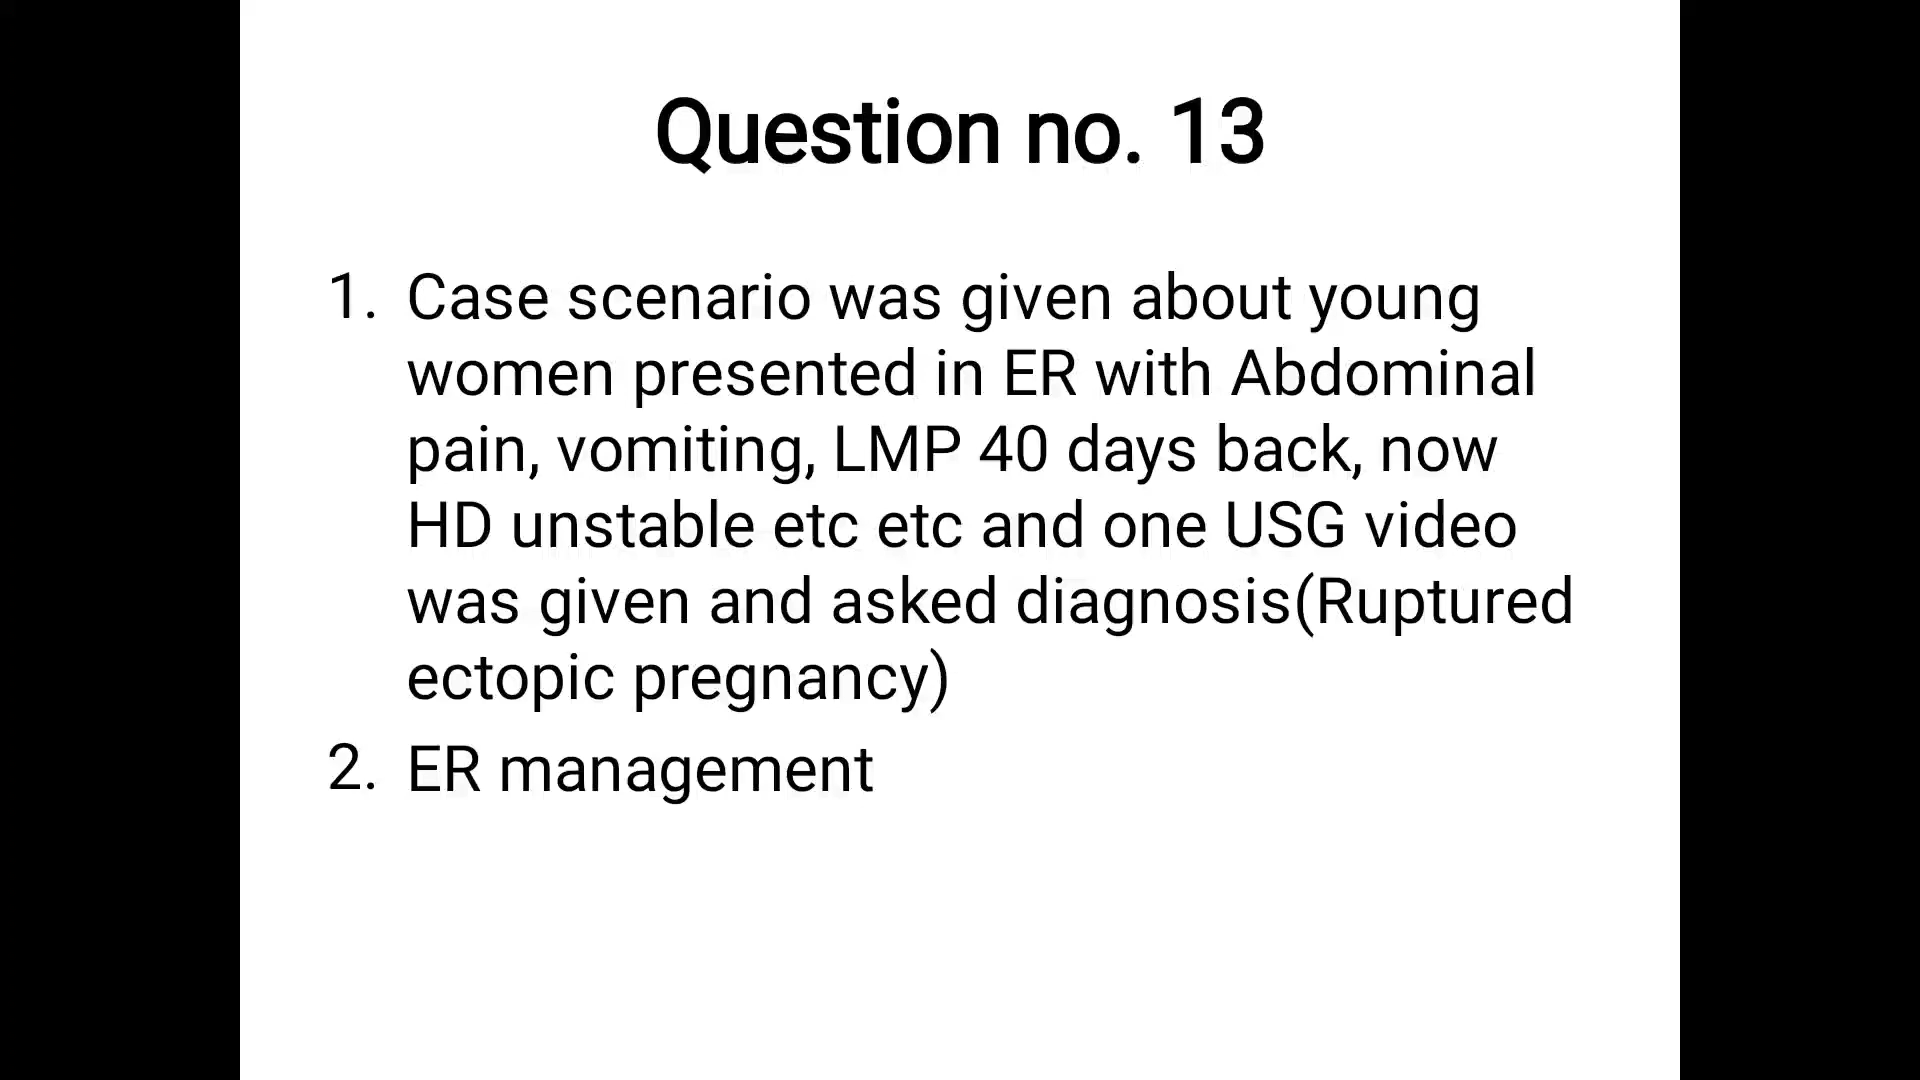 Question no. 13
1. Case scenario was given about young
women presented in ER with Abdominal
pain, vomiting, LMP 40 days back, now
HD unstable etc etc and one USG video
was given and asked diagnosis(Ruptured
ectopic pregnancy)
2. ER management